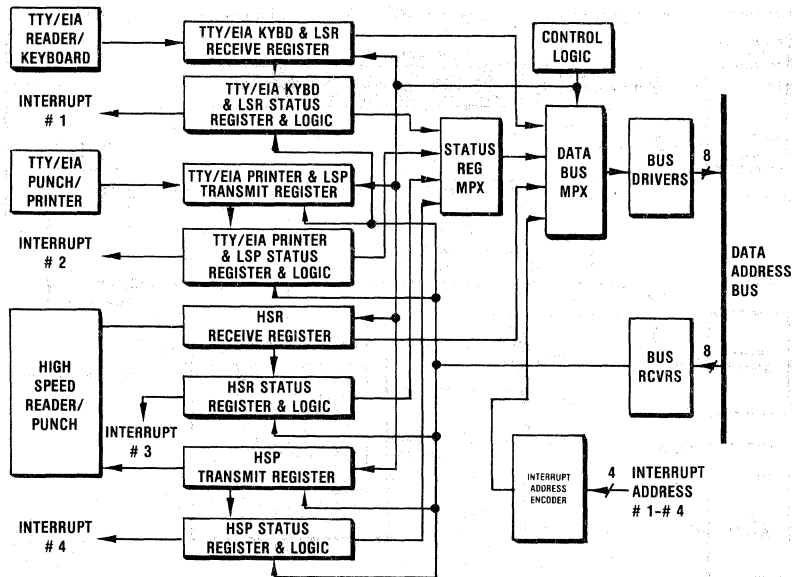 TTY/EIA
READER/
KEYBOARD
TTY/EIA KYBD & LSR
RECEIVE REGISTER
CONTROL
LOGIC
INTERRUPT
# 1
TTY/EIA KYBD
& LSR STATUS
REGISTER & LOGIC
STATUS
REG
MPX
DATA
BUS
MPX
BUS
DRIVERS
8
TTY/EIA
PUNCH/
PRINTER
TTY/EIA PRINTER & LSP
TRANSMIT REGISTER
INTERRUPT
# 2
TTY/EIA PRINTER
& LSP STATUS
REGISTER & LOGIC
DATA
ADDRESS
BUS
HIGH
SPEED
READER/
PUNCH
HSR
RECEIVE REGISTER
BUS
RCVRS
8
HSR STATUS
REGISTER & LOGIC
INTERRUPT
# 3
HSP
TRANSMIT REGISTER
INTERRUPT
ADDRESS
ENCODER
4
INTERRUPT
ADDRESS
# 1-# 4
INTERRUPT
# 4
HSP STATUS
REGISTER & LOGIC